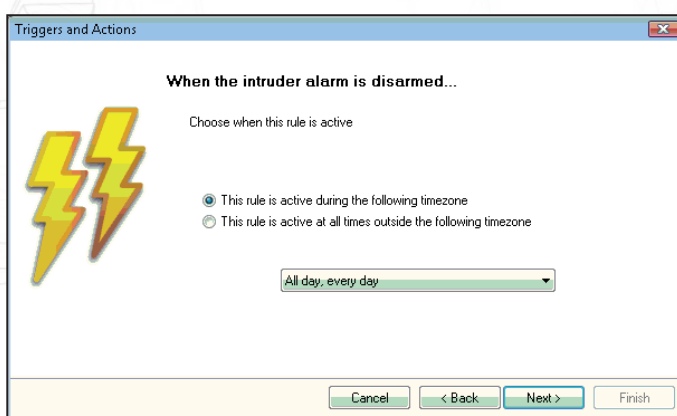 Triggers and Actions
When the intruder alarm is disarmed...
Choose when this rule is active
This rule is active during the following timezone
This rule is active at all times outside the following timezone
All day, every day
Cancel
< Back
Next >
Finish